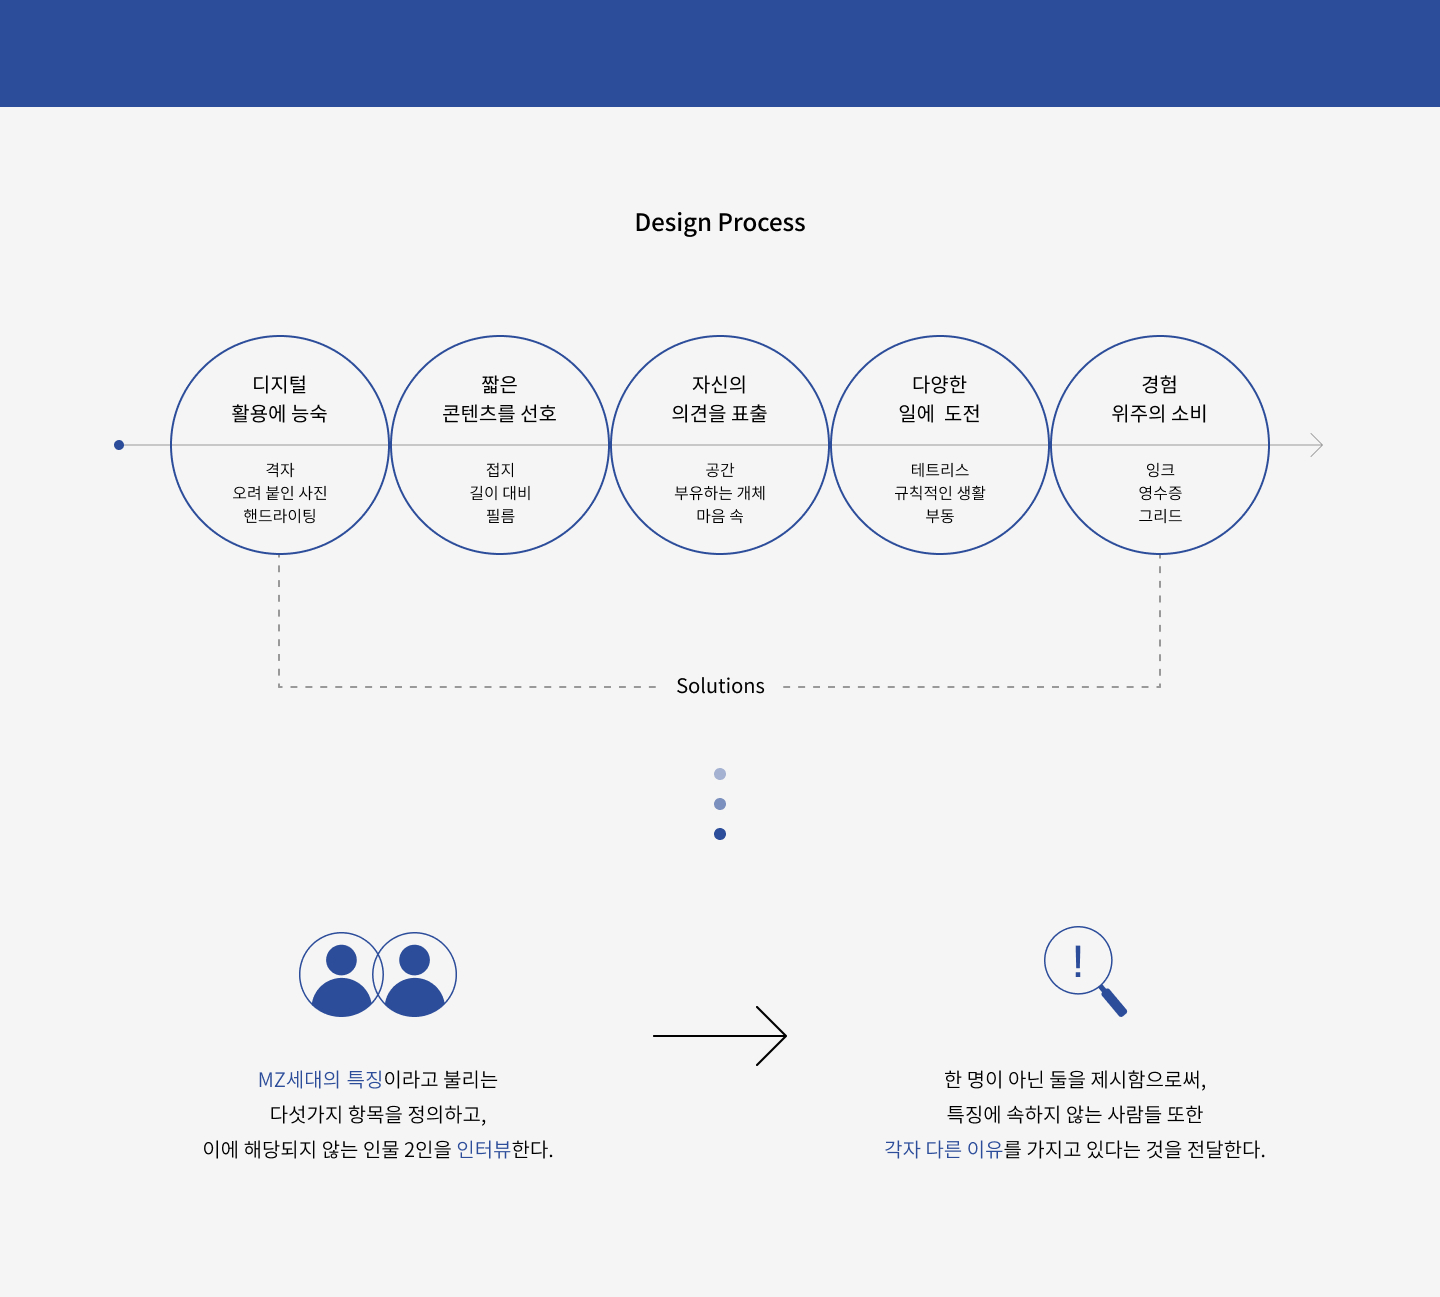 Design Process
디지털
활용에 능숙
격자
오려 붙인 사진
핸드라이팅
짧은
콘텐츠를 선호
접지
길이 대비
필름
자신의
의견을 표출
공간
부유하는 개체
마음 속
다양한
일에 도전
테트리스
규칙적인 생활
부동
경험
위주의 소비
잉크
영수증
그리드
Solutions
MZ세대의 특징이라고 불리는
다섯가지 항목을 정의하고,
이에 해당되지 않는 인물 2인을 인터뷰한다.
!
한 명이 아닌 둘을 제시함으로써,
특징에 속하지 않는 사람들 또한
각자 다른 이유를 가지고 있다는 것을 전달한다.